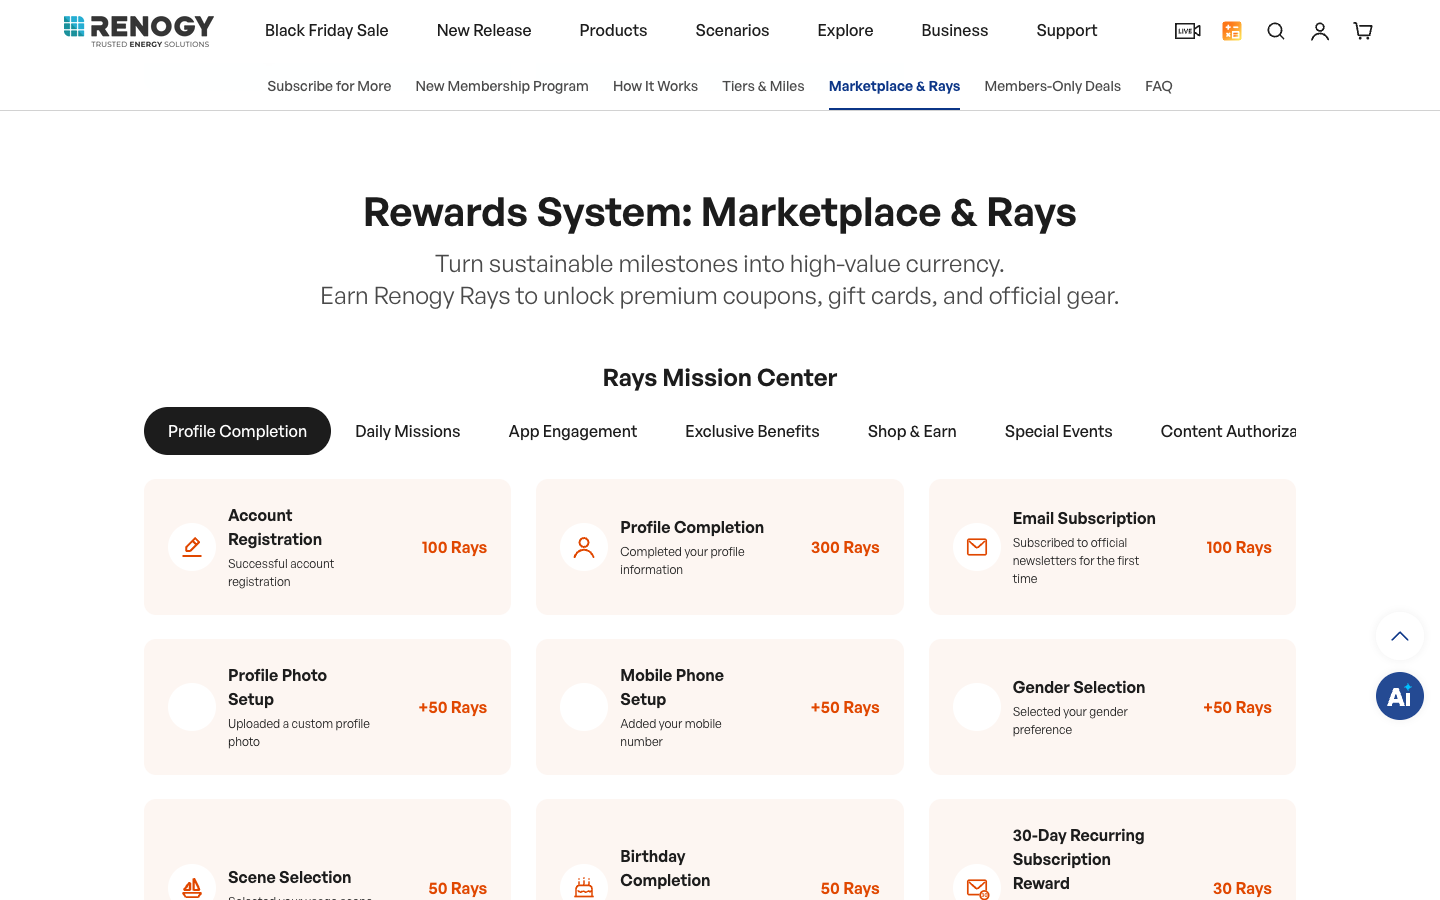 RENOGY
TRUSTED ENERGY SOLUTIONS
Black Friday Sale
New Release
Products
Scenarios
Explore
Business
Support
LIVE
Subscribe for More
New Membership Program
How It Works
Tiers & Miles
Marketplace & Rays
Members-Only Deals
FAQ
Rewards System: Marketplace & Rays
Turn sustainable milestones into high-value currency.
Earn Renogy Rays to unlock premium coupons, gift cards, and official gear.
Rays Mission Center
Profile Completion
Daily Missions
App Engagement
Exclusive Benefits
Shop & Earn
Special Events
Content Authoriza
Account
Registration
Successful account
registration
100 Rays
Profile Completion
Completed your profile
information
300 Rays
Email Subscription
Subscribed to official
newsletters for the first
time
100 Rays
Profile Photo
Setup
Uploaded a custom profile
photo
+50 Rays
Mobile Phone
Setup
Added your mobile
number
+50 Rays
Gender Selection
Selected your gender
preference
+50 Rays
Ai
Scene Selection
50 Rays
Birthday
Completion
50 Rays
30-Day Recurring
Subscription
Reward
30 Rays